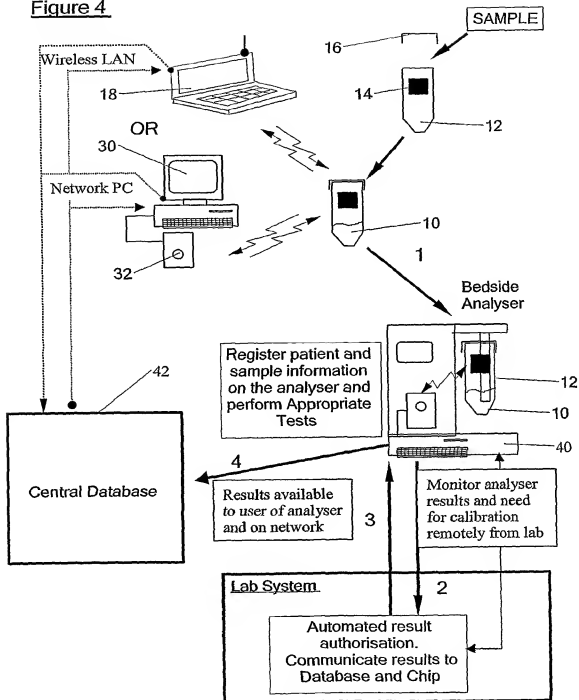 Figure 4
SAMPLE
16
Wireless LAN
18
14
12
OR
30
Network PC
10
32
1
Bedside
Analyser
Register patient and
sample information
on the analyser and
perform Appropriate
Tests
42
12
10
40
Central Database
4
Results available
to user of analyser
and on network
3
Monitor analyser
results and need
for calibration
remotely from lab
2
Lab System
Automated result
authorisation.
Communicate results to
Database and Chip